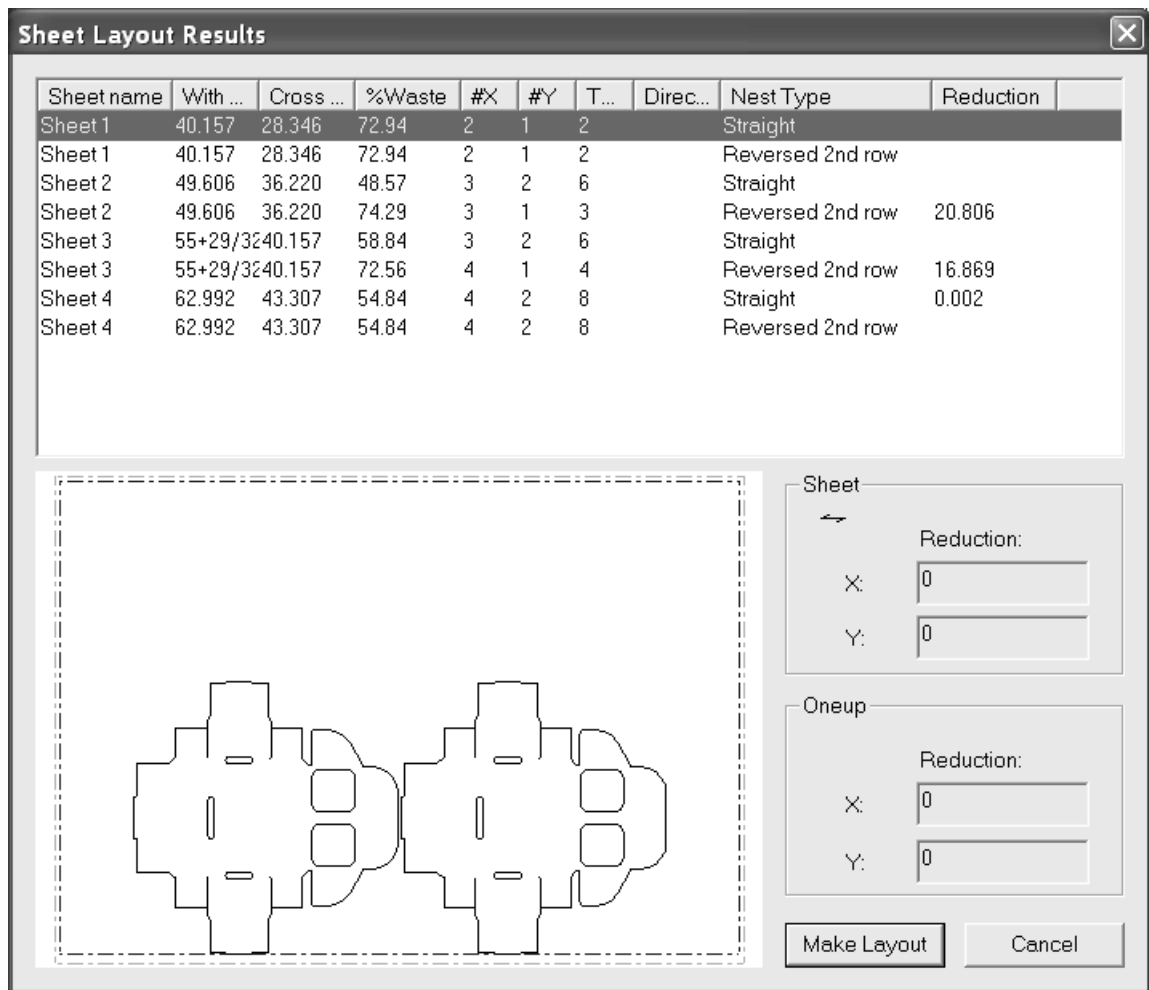 Sheet Layout Results
Sheet name With ... Cross ... %Waste #X #Y T... Direc... Nest Type Reduction
Sheet 1 40.157 28.346 72.94 2 1 2 Straight
Sheet 1 40.157 28.346 72.94 2 1 2 Reversed 2nd row
Sheet 2 49.606 36.220 48.57 3 2 6 Straight
Sheet 2 49.606 36.220 74.29 3 1 3 Reversed 2nd row 20.806
Sheet 3 55+29/32 40.157 58.84 3 2 6 Straight
Sheet 3 55+29/32 40.157 72.56 4 1 4 Reversed 2nd row 16.869
Sheet 4 62.992 43.307 54.84 4 2 8 Straight 0.002
Sheet 4 62.992 43.307 54.84 4 2 8 Reversed 2nd row
Sheet
Reduction:
X: 0
Y: 0
Oneup
Reduction:
X: 0
Y: 0
Make Layout Cancel